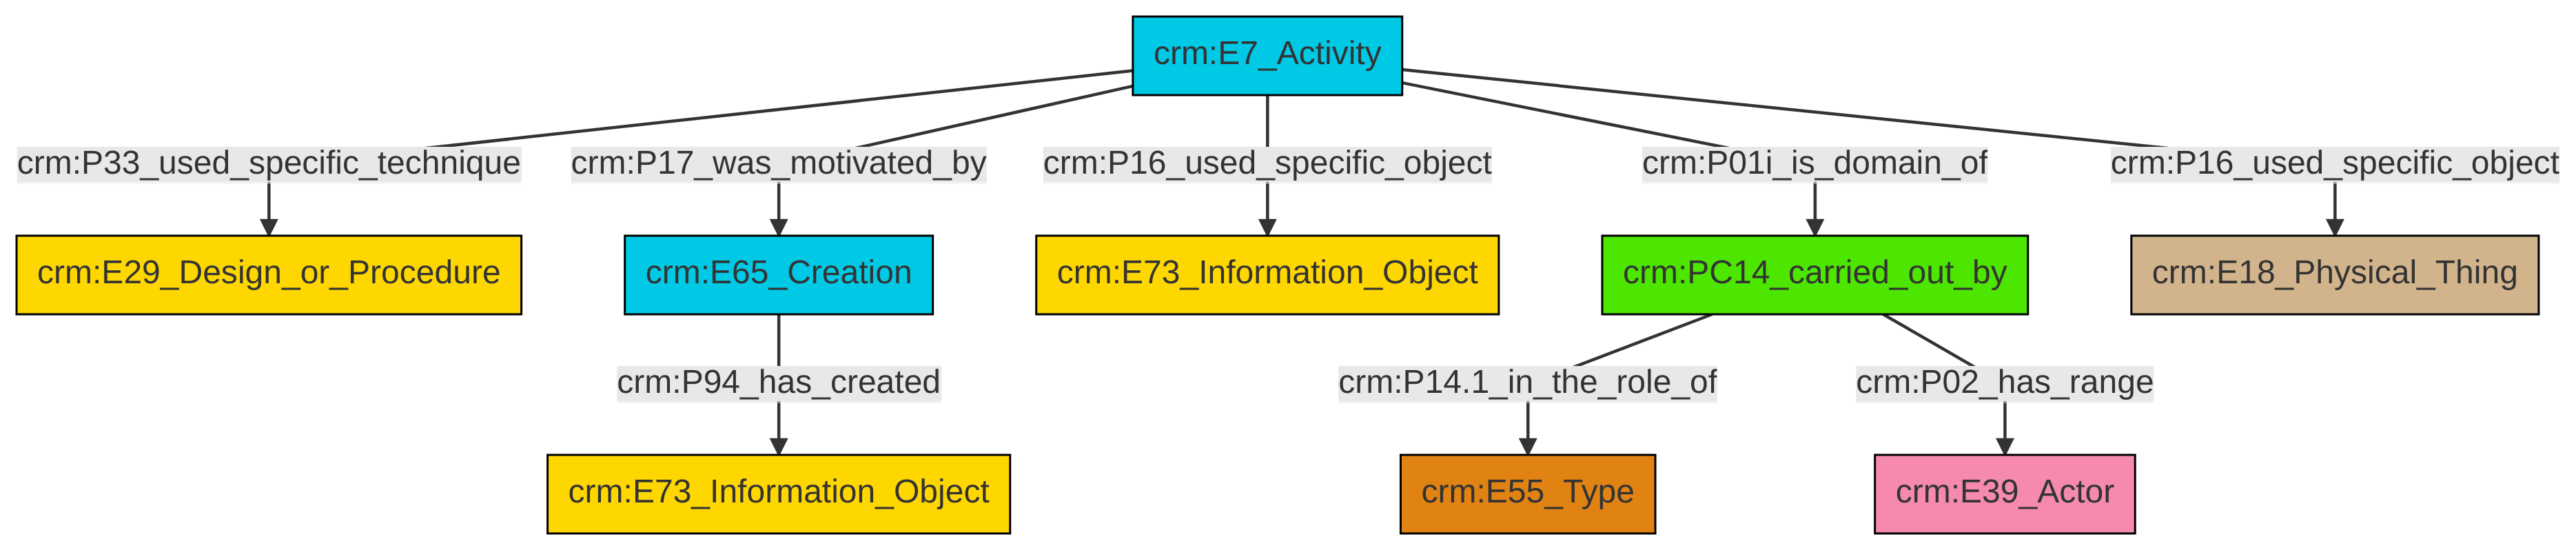 crm:E7_Activity
crm:P33_used_specific_technique
crm:P17_was_motivated_by
crm:P16_used_specific_object
crm:P01i_is_domain_of
crm:P16_used_specific_object
crm:E29_Design_or_Procedure
crm:E65_Creation
crm:E73_Information_Object
crm:PC14_carried_out_by
crm:E18_Physical_Thing
crm:P94_has_created
crm:P14.1_in_the_role_of
crm:P02_has_range
crm:E73_Information_Object
crm:E55_Type
crm:E39_Actor